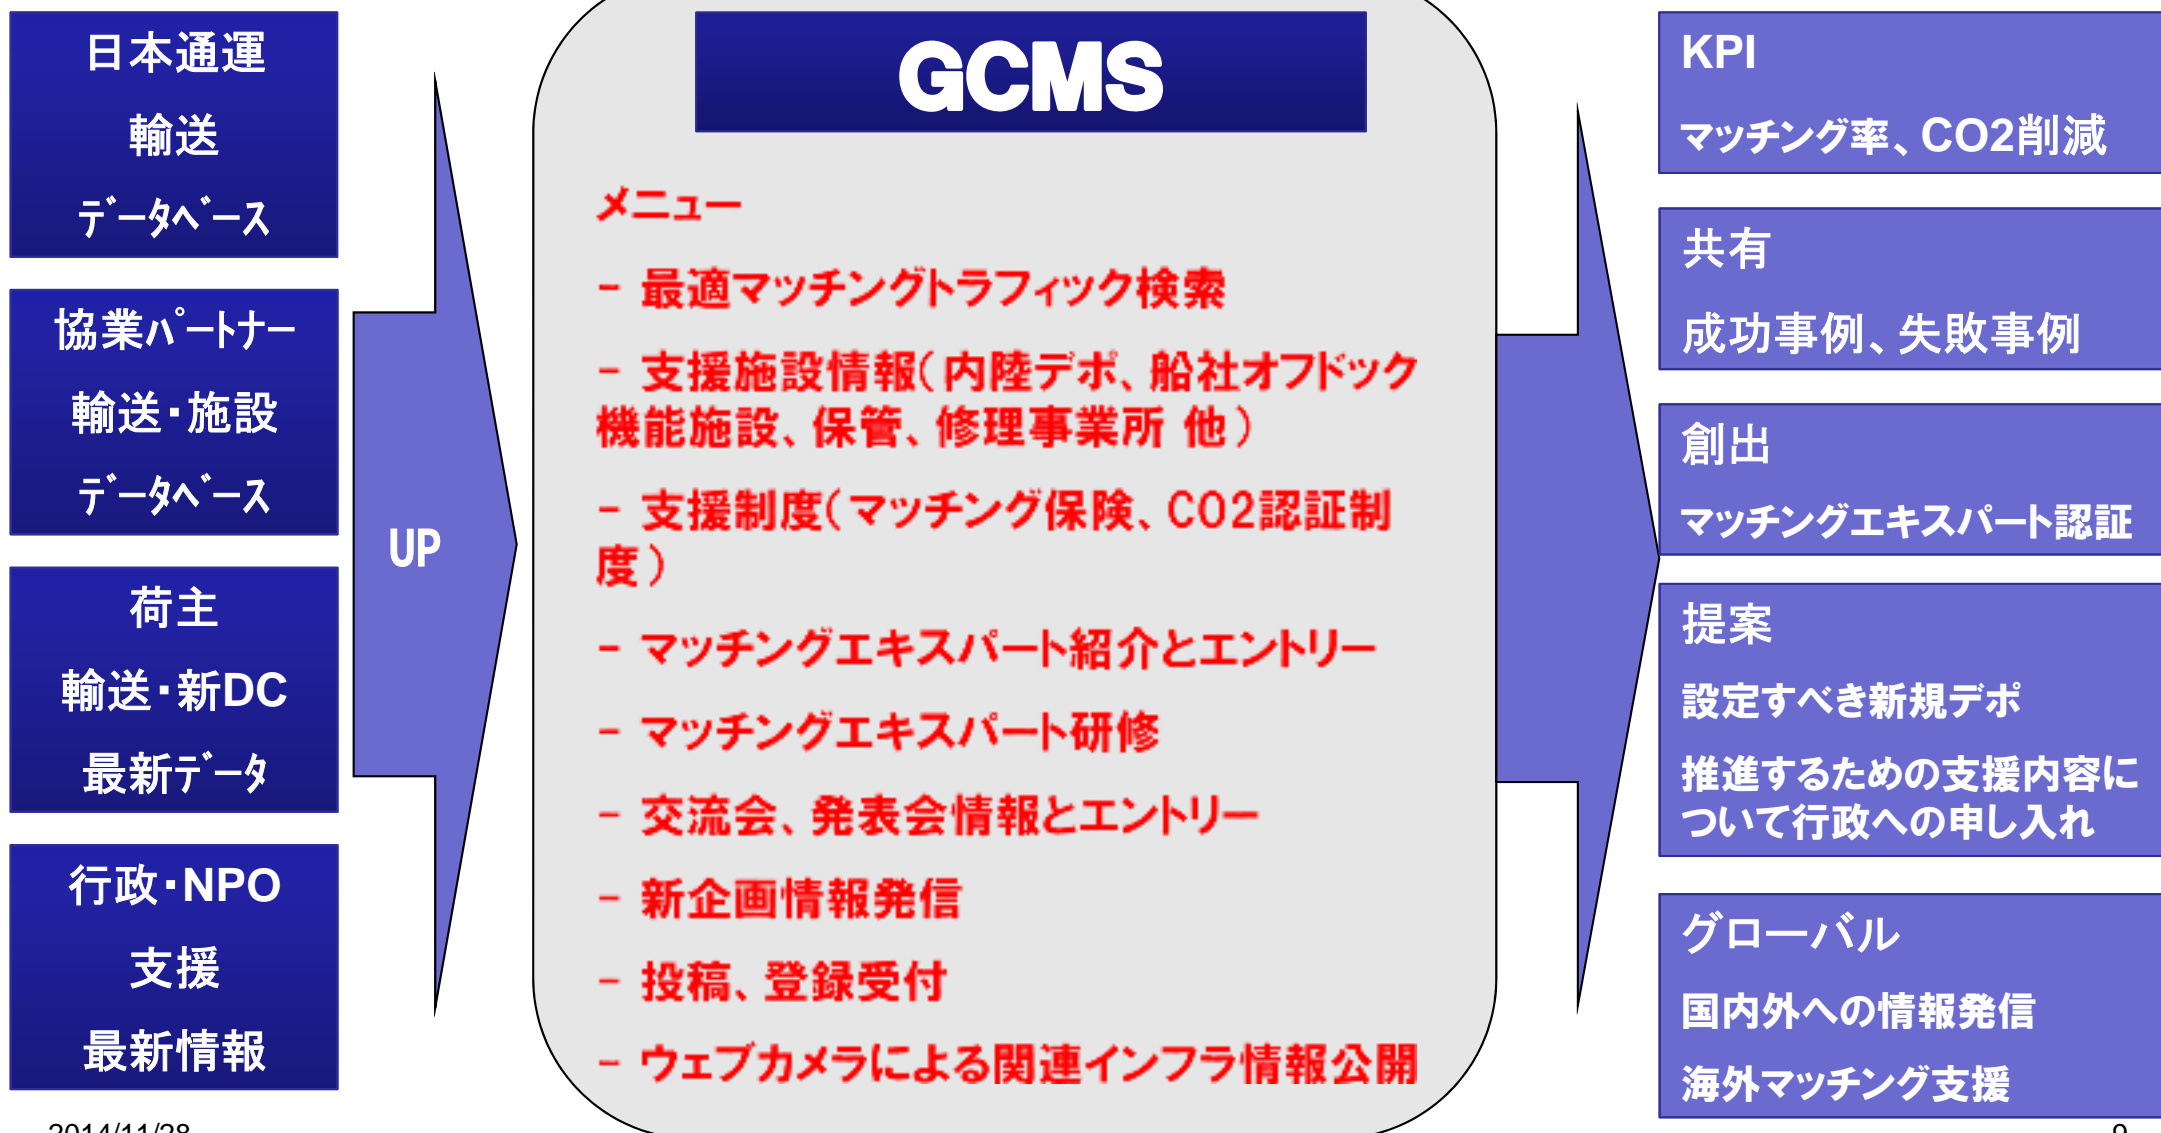 日本通運
輸送
ﾃﾞｰﾀﾍﾞｰｽ
協業ﾊﾟｰﾄﾅｰ
輸送・施設
ﾃﾞｰﾀﾍﾞｰｽ
荷主
輸送・新DC
最新ﾃﾞｰﾀ
行政・NPO
支援
最新情報
UP
GCMS
メニュー
- 最適マッチングトラフィック検索
- 支援施設情報（内陸デポ、船社オフドック
機能施設、保管、修理事業所 他）
- 支援制度（マッチング保険、CO2認証制
度）
- マッチングエキスパート紹介とエントリー
- マッチングエキスパート研修
- 交流会、発表会情報とエントリー
- 新企画情報発信
- 投稿、登録受付
- ウェブカメラによる関連インフラ情報公開
KPI
マッチング率、CO2削減
共有
成功事例、失敗事例
創出
マッチングエキスパート認証
提案
設定すべき新規デポ
推進するための支援内容に
ついて行政への申し入れ
グローバル
国内外への情報発信
海外マッチング支援
2014/11/28
9